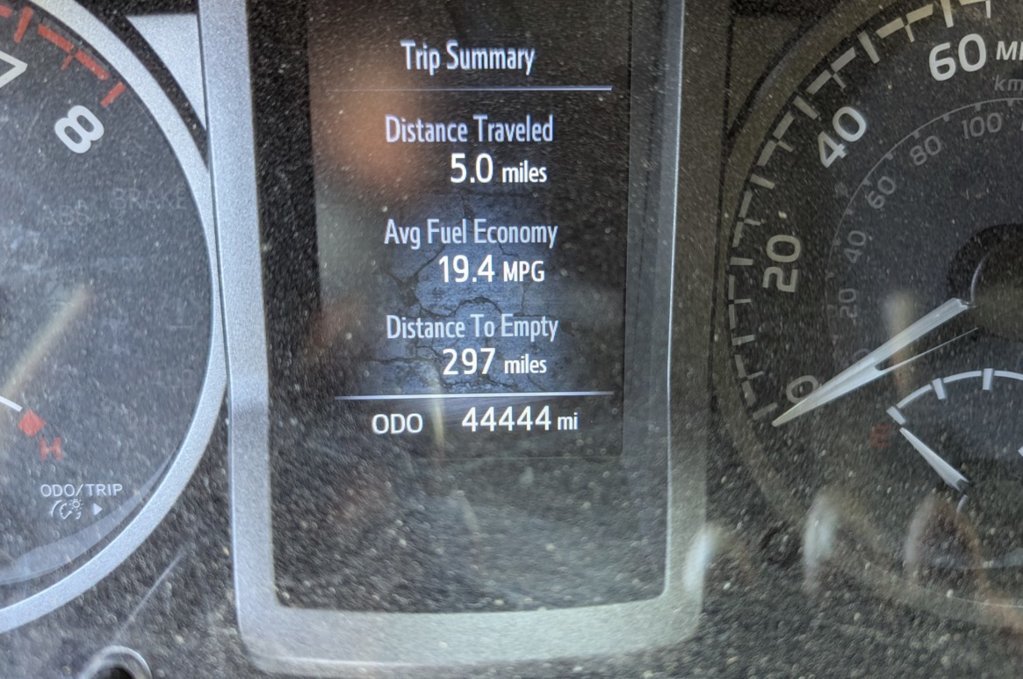 Trip Summary
Distance Traveled
5.0 miles
Avg Fuel Economy
19.4 MPG
Distance To Empty
297 miles
ODO 44444 mi
7
8
ABS
BRAKE
H
ODO/TRIP
60
40
20
0
100
80
60
40
20